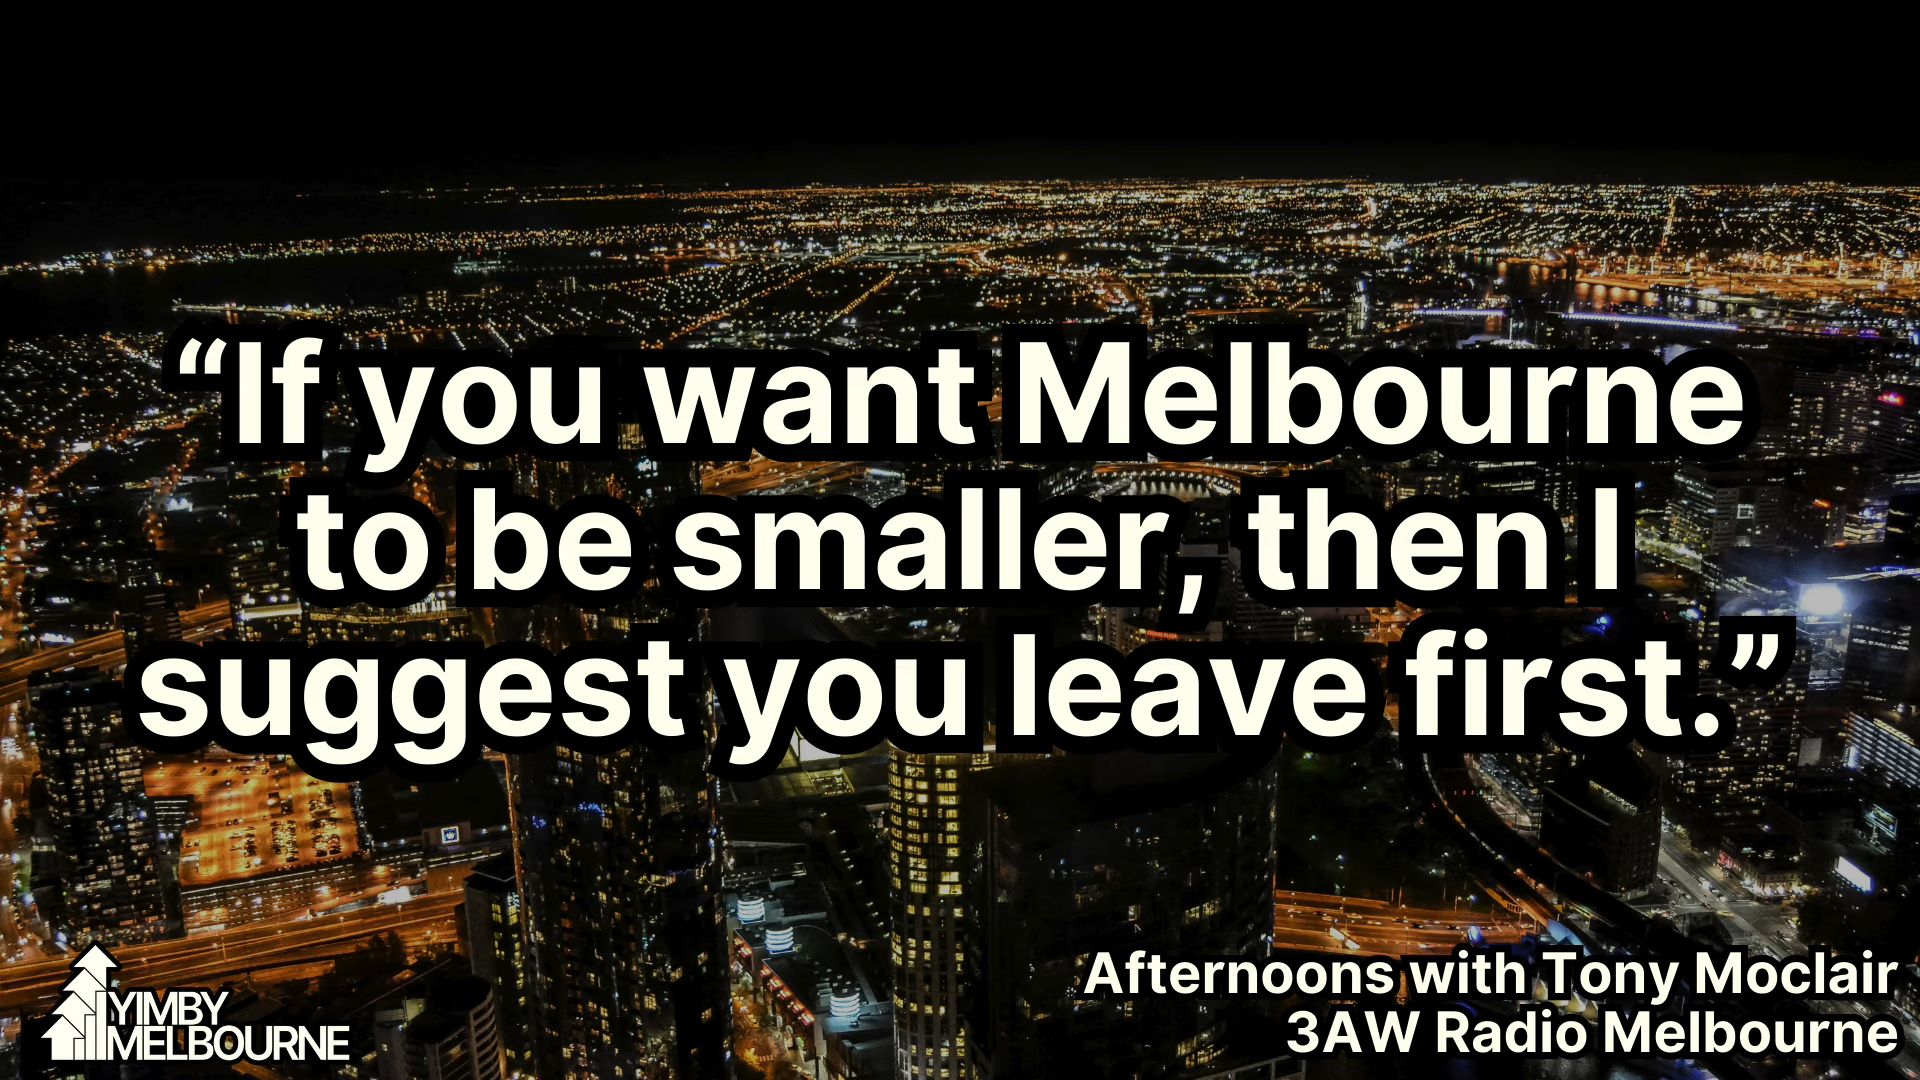 “If you want Melbourne
to be smaller, then I
suggest you leave first.”
YIMBY
MELBOURNE
Afternoons with Tony Moclair
3AW Radio Melbourne